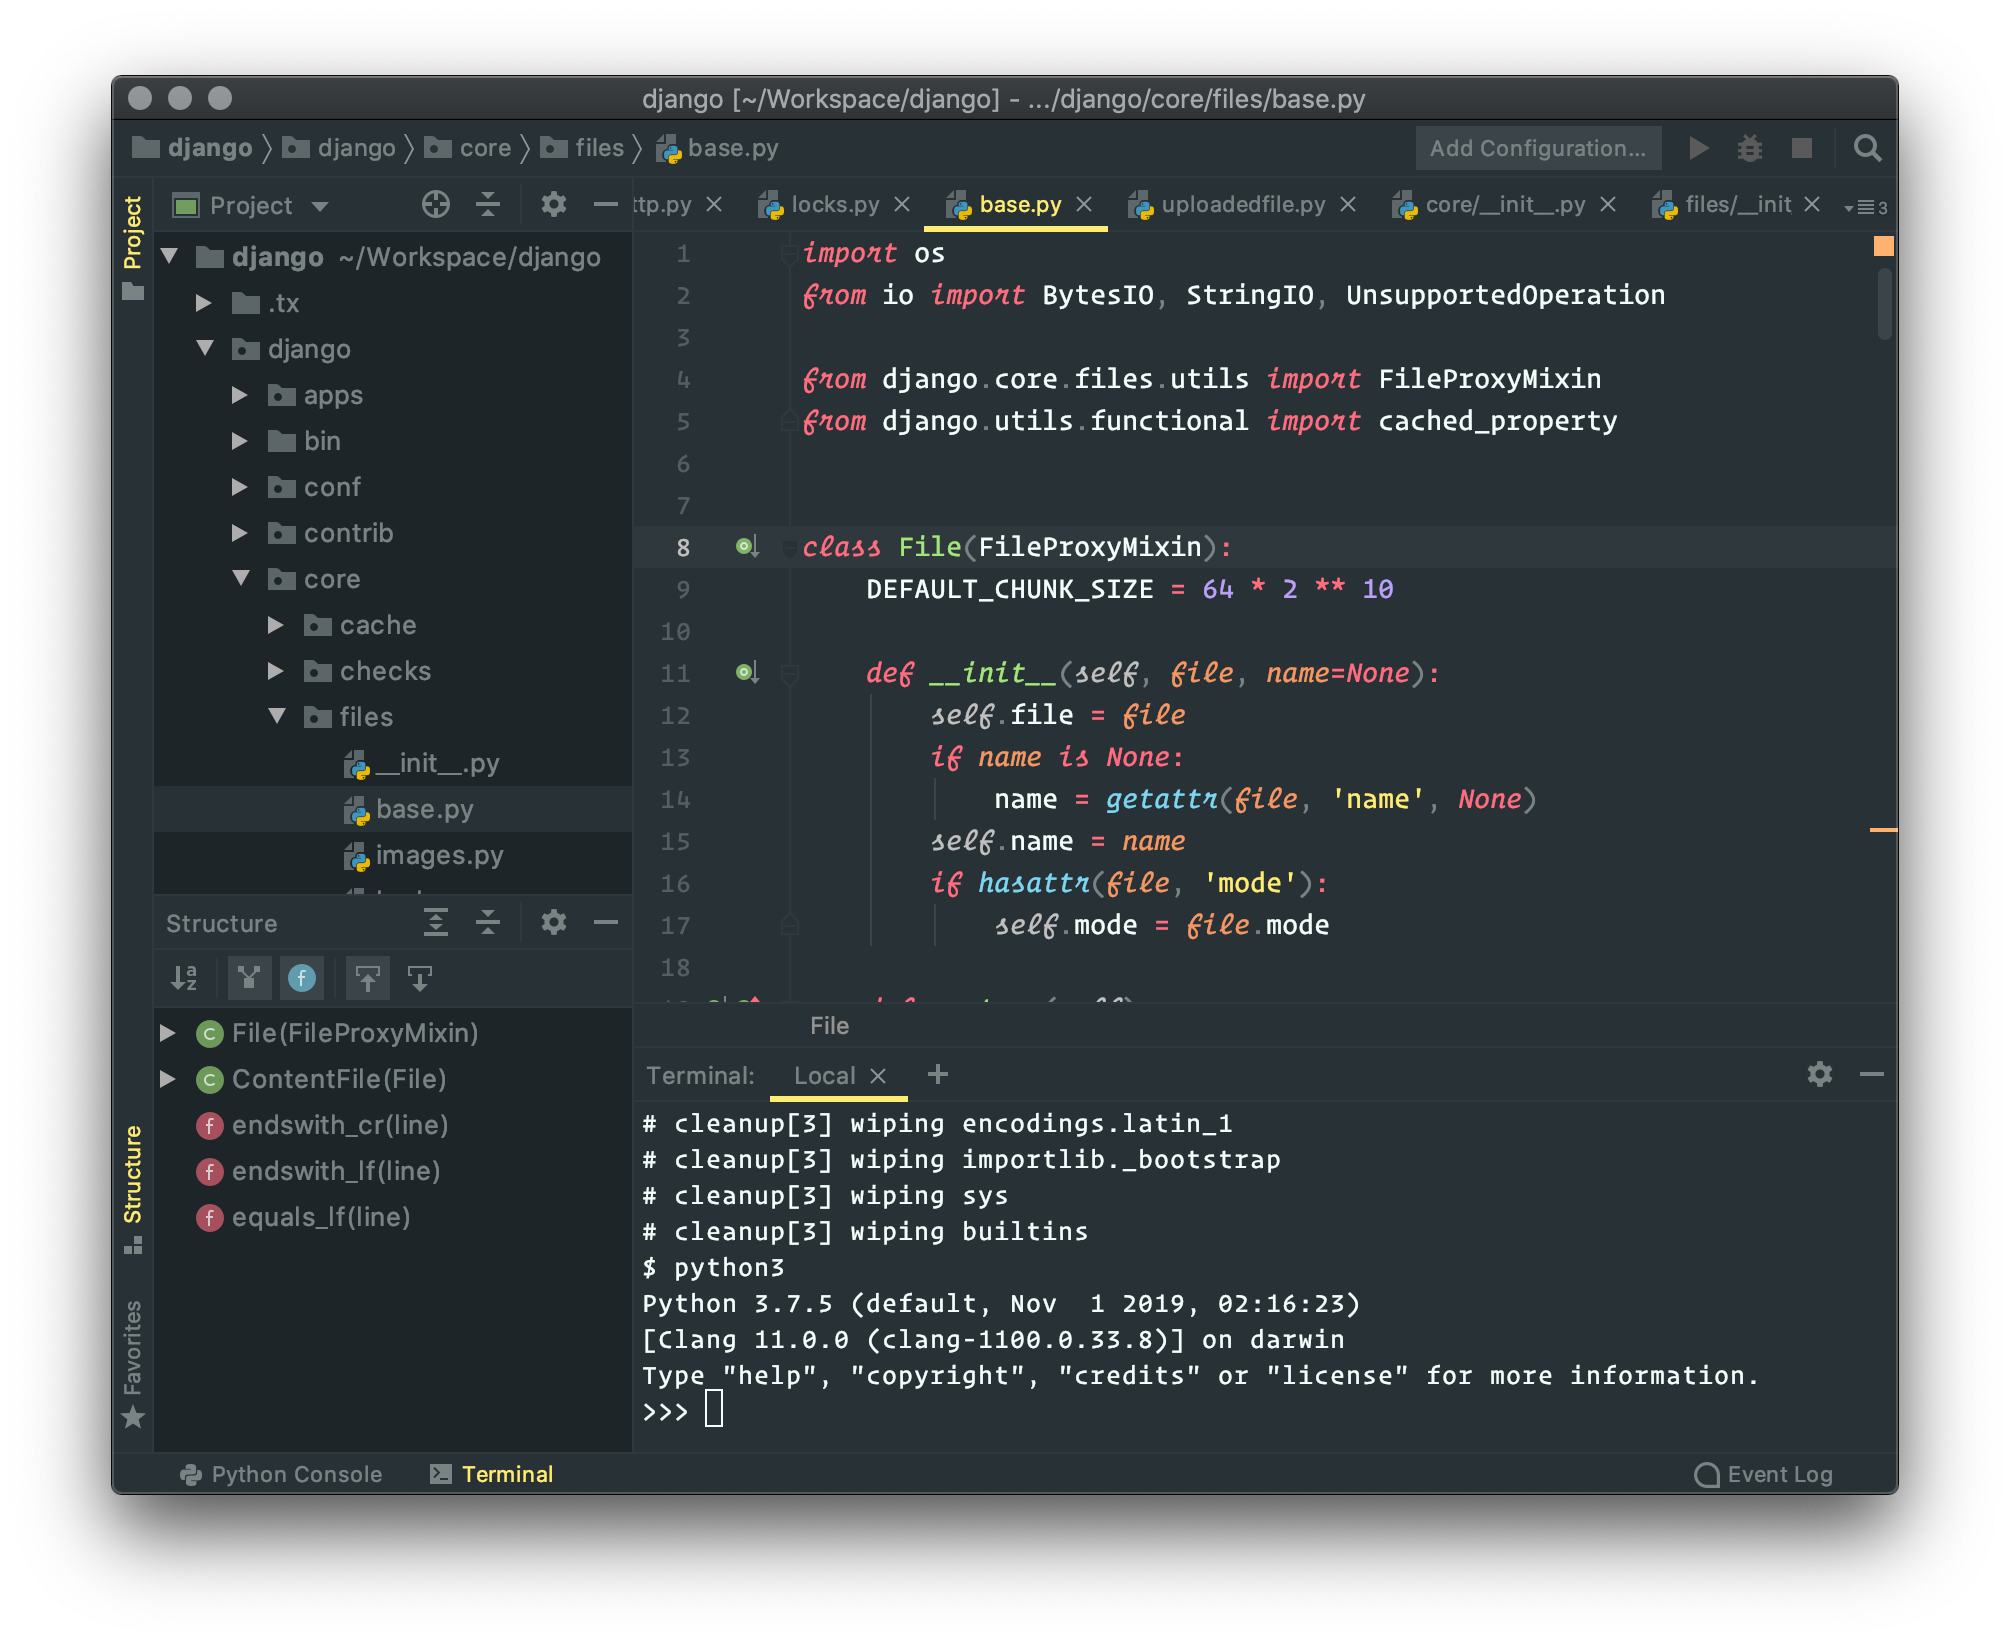 django [~/Workspace/django] - .../django/core/files/base.py
django django core files base.py
Add Configuration...
Project
Project
ttp.py locks.py base.py uploadedfile.py core/__init__.py files/__init 3
django ~/Workspace/django
.tx
django
apps
bin
conf
contrib
core
cache
checks
files
__init__.py
base.py
images.py
1 import os
2 from io import BytesIO, StringIO, UnsupportedOperation
3
4 from django.core.files.utils import FileProxyMixin
5 from django.utils.functional import cached_property
6
7
8 class File(FileProxyMixin):
9 DEFAULT_CHUNK_SIZE = 64 * 2 ** 10
10
11 def __init__(self, file, name=None):
12 self.file = file
13 if name is None:
14 name = getattr(file, 'name', None)
15 self.name = name
16 if hasattr(file, 'mode'):
17 self.mode = file.mode
18
File
Structure
Structure
File(FileProxyMixin)
ContentFile(File)
endswith_cr(line)
endswith_lf(line)
equals_lf(line)
Favorites
Terminal: Local
# cleanup[3] wiping encodings.latin_1
# cleanup[3] wiping importlib._bootstrap
# cleanup[3] wiping sys
# cleanup[3] wiping builtins
$ python3
Python 3.7.5 (default, Nov  1 2019, 02:16:23)
[Clang 11.0.0 (clang-1100.0.33.8)] on darwin
Type "help", "copyright", "credits" or "license" for more information.
>>>
Python Console Terminal Event Log